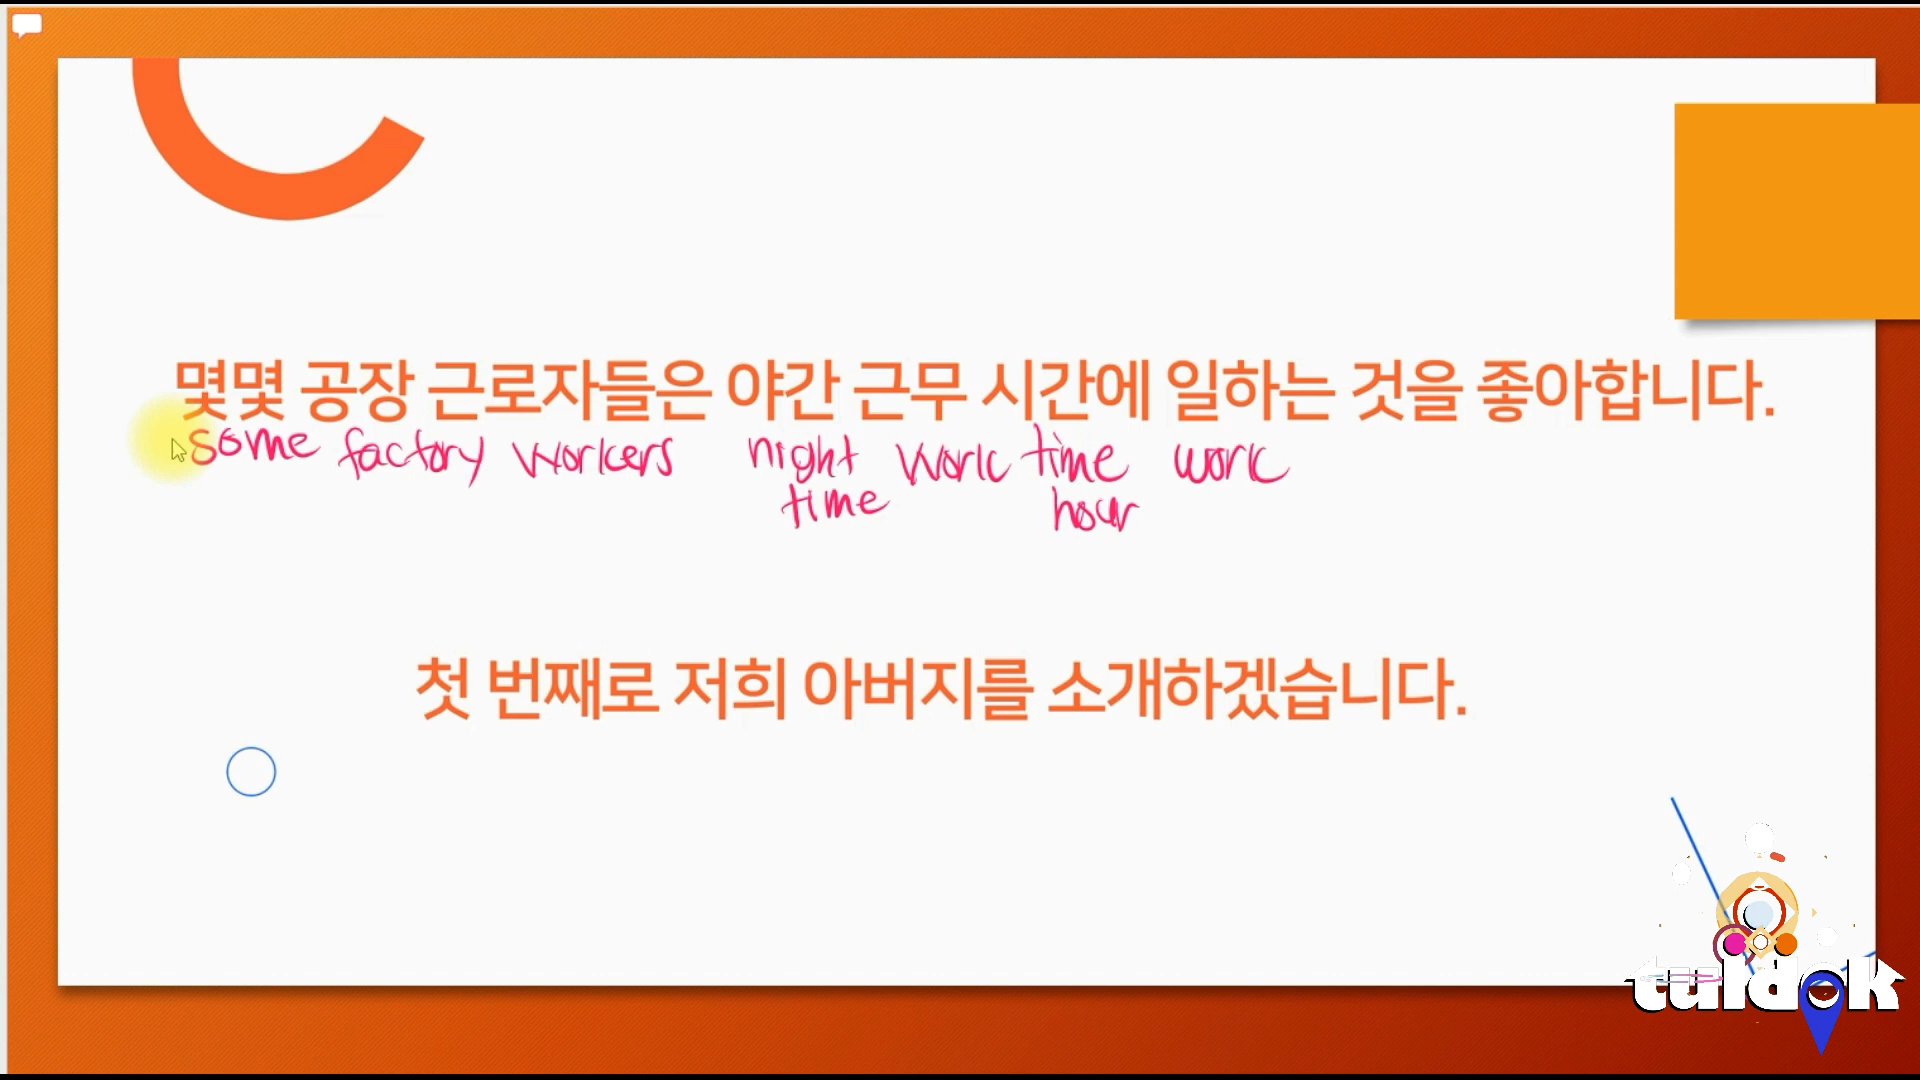 몇몇 공장 근로자들은 야간 근무 시간에 일하는 것을 좋아합니다.
some factory workers night work time work
time hour
첫 번째로 저희 아버지를 소개하겠습니다.
tuldok